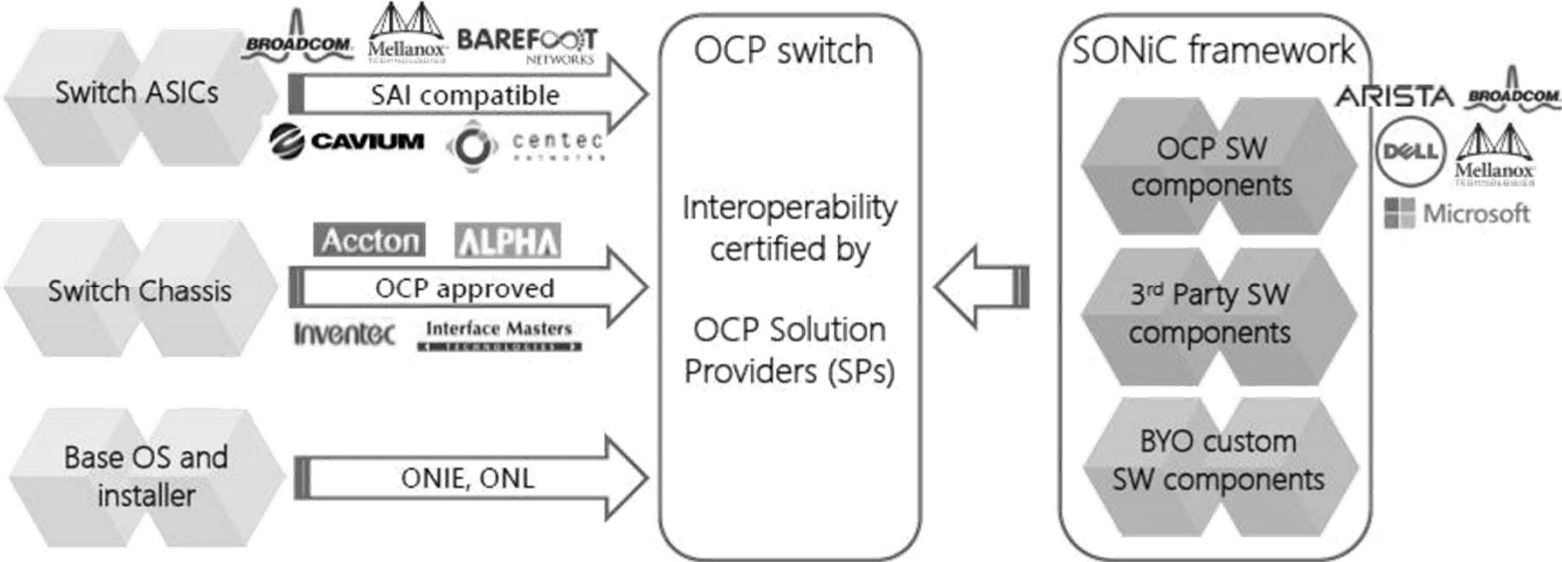 BROADCOM
Mellanox
TECHNOLOGIES
BAREFOOT
NETWORKS
Switch ASICs
SAI compatible
CAVIUM
centec
NETWORKS
Switch Chassis
Accton
ALPHA
OCP approved
Inventec
Interface Masters
TECHNOLOGIES
Base OS and
installer
ONIE, ONL
OCP switch
Interoperability
certified by
OCP Solution
Providers (SPs)
SONiC framework
OCP SW
components
3rd Party SW
components
BYO custom
SW components
ARISTA
BROADCOM
DELL
Mellanox
TECHNOLOGIES
Microsoft